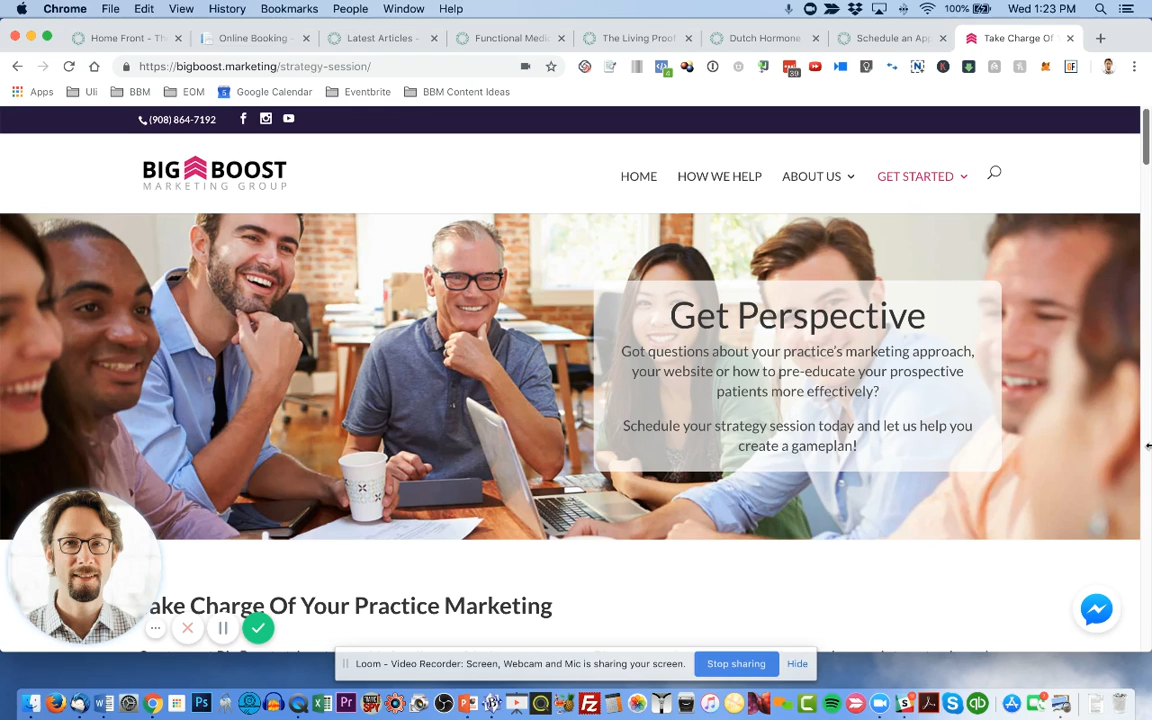 Chrome File Edit View History Bookmarks People Window Help 100% Wed 1:23 PM
Home Front - Th
Online Booking -
Latest Articles -
Functional Medi
The Living Proof
Dutch Hormone
Schedule an App
Take Charge Of
https://bigboost.marketing/strategy-session/
Apps Uli BBM EOM Google Calendar Eventbrite BBM Content Ideas
(908) 864-7192
BIG BOOST
MARKETING GROUP
HOME HOW WE HELP ABOUT US GET STARTED
Get Perspective
Got questions about your practice's marketing approach,
your website or how to pre-educate your prospective
patients more effectively?
Schedule your strategy session today and let us help you
create a gameplan!
ake Charge Of Your Practice Marketing
Loom - Video Recorder: Screen, Webcam and Mic is sharing your screen. Stop sharing Hide